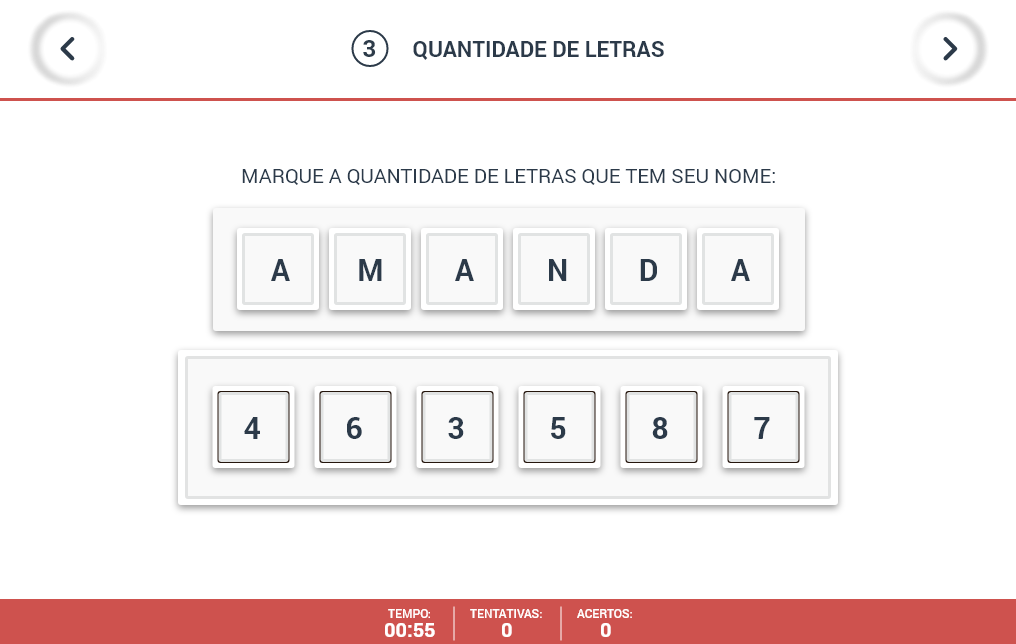 3 QUANTIDADE DE LETRAS
MARQUE A QUANTIDADE DE LETRAS QUE TEM SEU NOME:
A M A N D A
4 6 3 5 8 7
TEMPO: TENTATIVAS: ACERTOS:
00:55 0 0